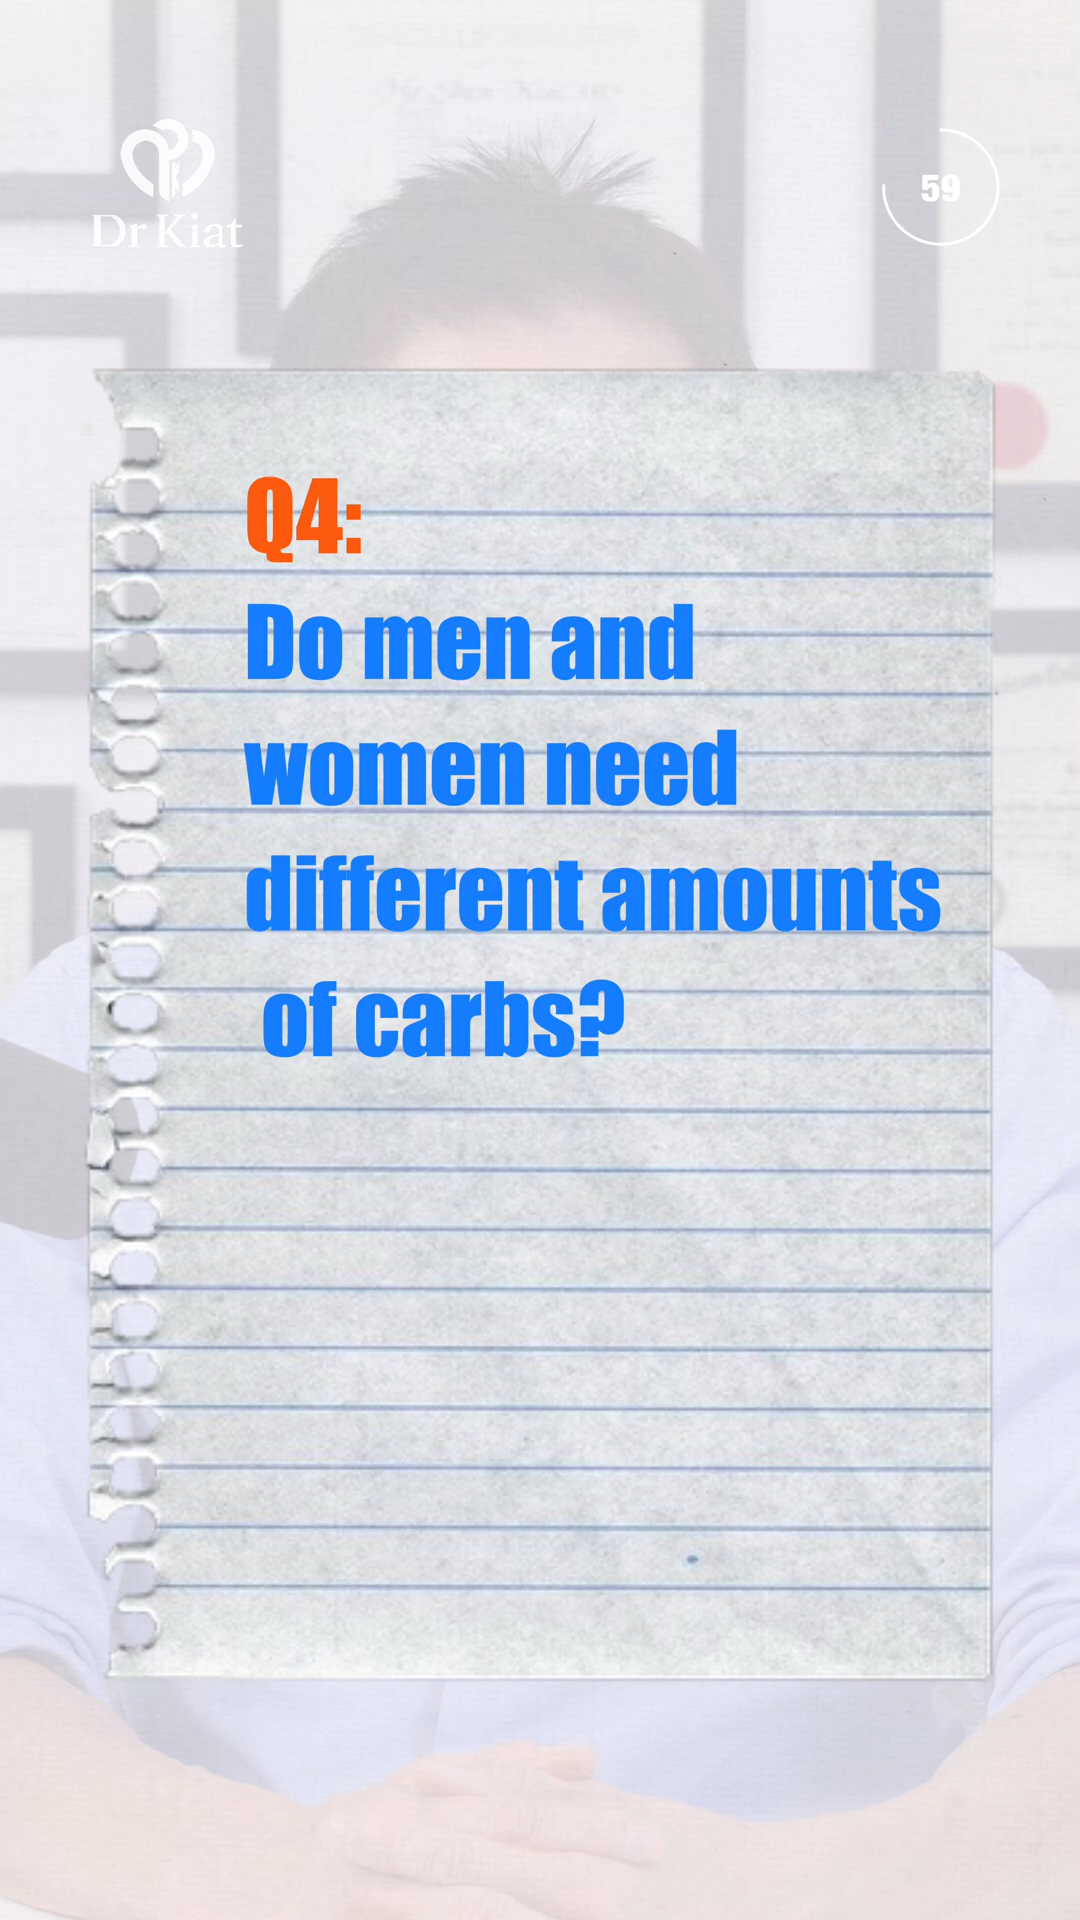 Dr Kiat
59
Q4:
Do men and
women need
different amounts
of carbs?